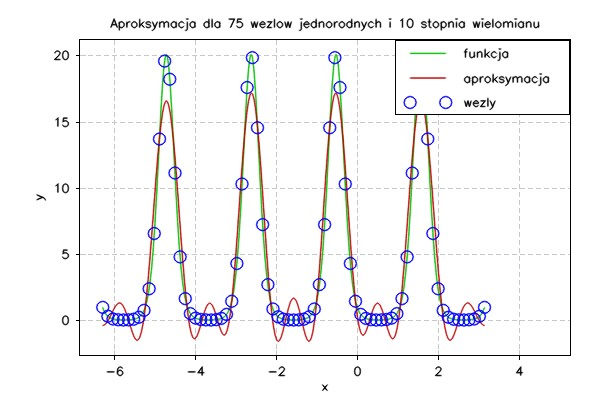 Aproksymacja dla 75 wezlow jednorodnych i 10 stopnia wielomianu
funkcja
aproksymacja
wezly
20
15
10
5
0
y
−6 −4 −2 0 2 4
x